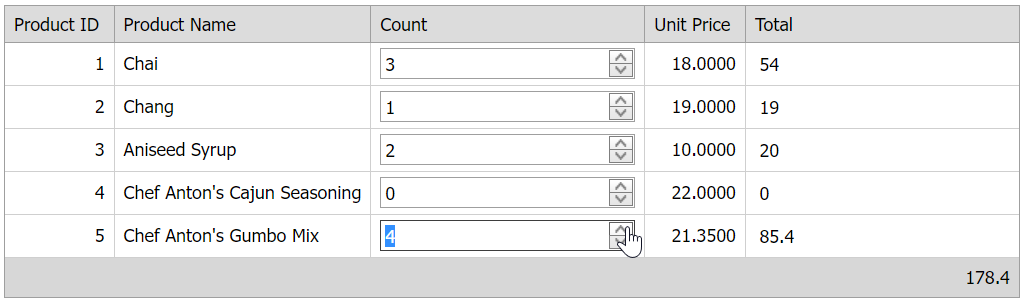 Product ID Product Name Count Unit Price Total
1 Chai 3 18.0000 54
2 Chang 1 19.0000 19
3 Aniseed Syrup 2 10.0000 20
4 Chef Anton's Cajun Seasoning 0 22.0000 0
5 Chef Anton's Gumbo Mix 4 21.3500 85.4
178.4